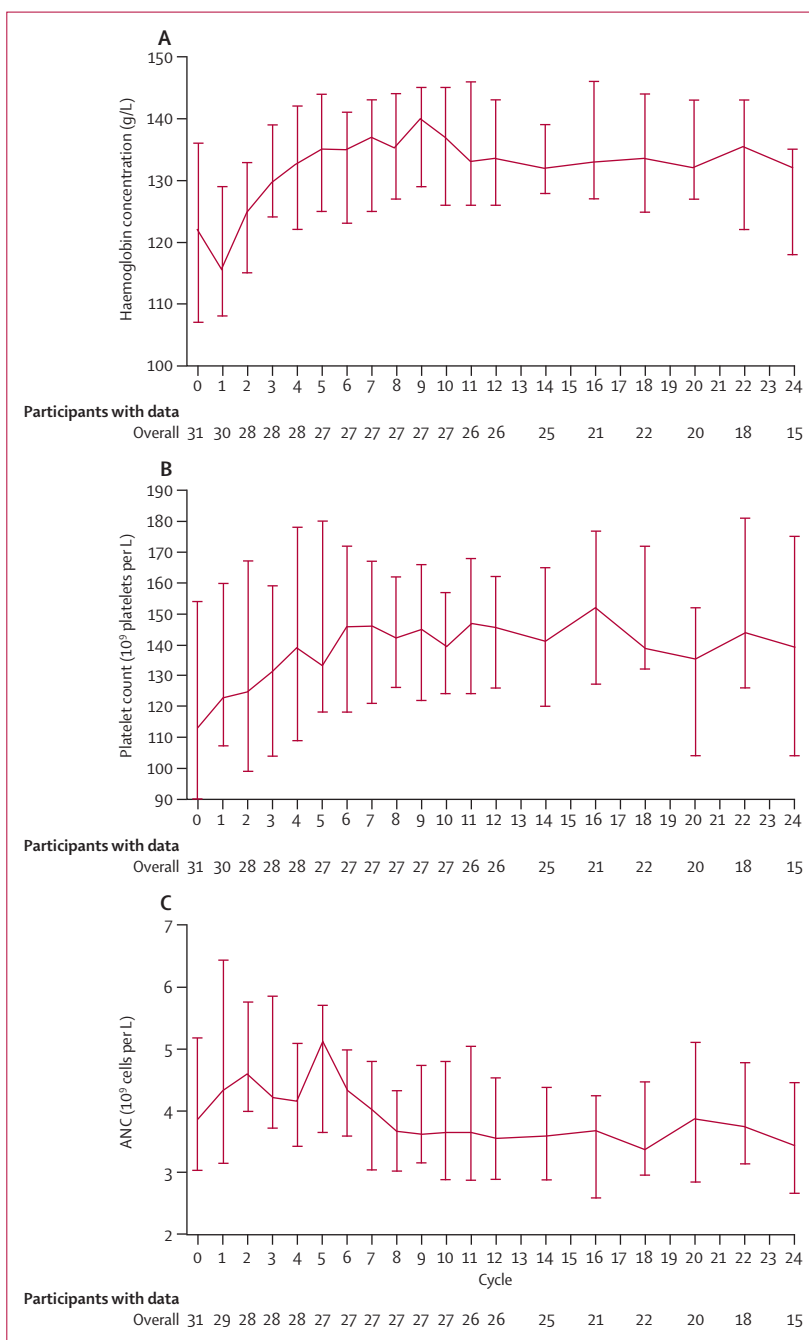 A
Haemoglobin concentration (g/L)
150
140
130
120
110
100
0 1 2 3 4 5 6 7 8 9 10 11 12 13 14 15 16 17 18 19 20 21 22 23 24
Participants with data
Overall 31 30 28 28 28 27 27 27 27 27 27 26 26 25 21 22 20 18 15
B
Platelet count (10⁹ platelets per L)
190
180
170
160
150
140
130
120
110
100
90
0 1 2 3 4 5 6 7 8 9 10 11 12 13 14 15 16 17 18 19 20 21 22 23 24
Participants with data
Overall 31 30 28 28 28 27 27 27 27 27 27 26 26 25 21 22 20 18 15
C
ANC (10⁹ cells per L)
7
6
5
4
3
2
0 1 2 3 4 5 6 7 8 9 10 11 12 13 14 15 16 17 18 19 20 21 22 23 24
Cycle
Participants with data
Overall 31 29 28 28 28 27 27 27 27 27 27 26 26 25 21 22 20 18 15